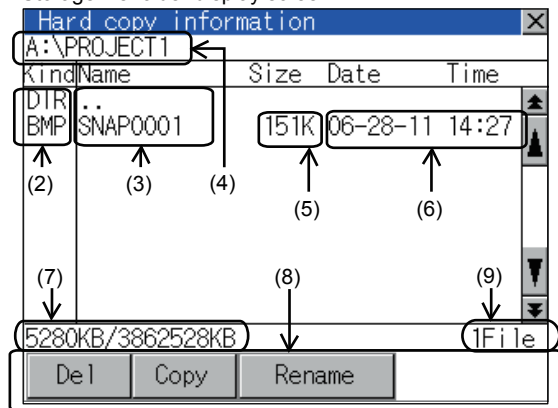 Hard copy information
A:\PROJECT1
Kind Name Size Date Time
DIR ..
BMP SNAP0001 151K 06-28-11 14:27
(2) (3) (4) (5) (6)
(7) (8) (9)
5280KB/3862528KB 1File
Del Copy Rename